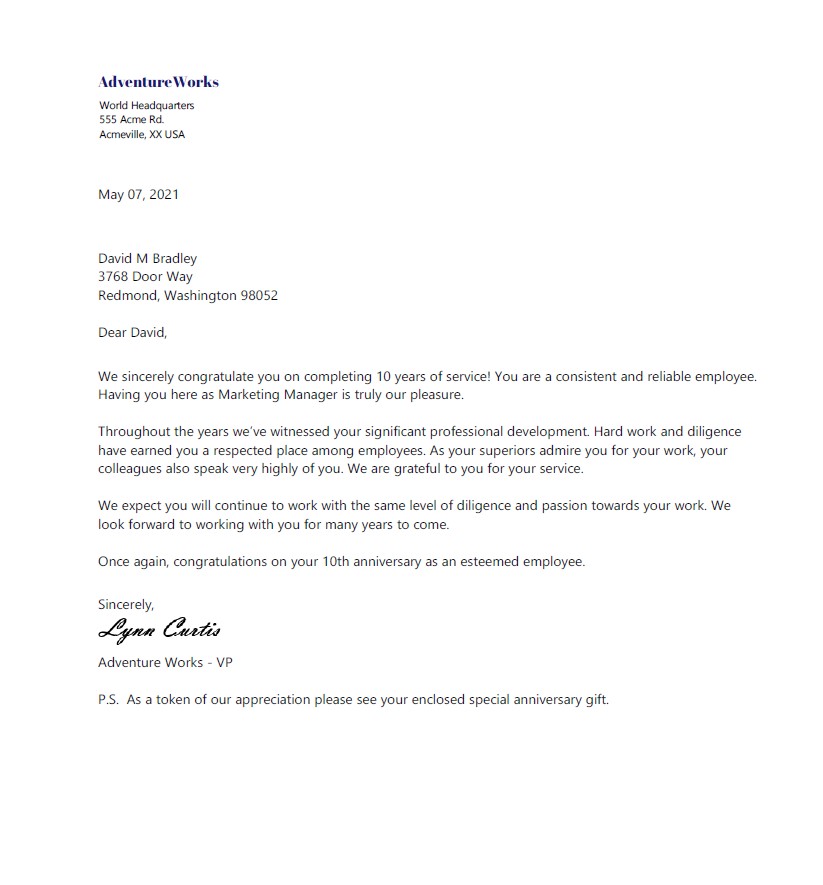 AdventureWorks
World Headquarters
555 Acme Rd.
Acmeville, XX USA
May 07, 2021
David M Bradley
3768 Door Way
Redmond, Washington 98052
Dear David,
We sincerely congratulate you on completing 10 years of service! You are a consistent and reliable employee.
Having you here as Marketing Manager is truly our pleasure.
Throughout the years we’ve witnessed your significant professional development. Hard work and diligence
have earned you a respected place among employees. As your superiors admire you for your work, your
colleagues also speak very highly of you. We are grateful to you for your service.
We expect you will continue to work with the same level of diligence and passion towards your work. We
look forward to working with you for many years to come.
Once again, congratulations on your 10th anniversary as an esteemed employee.
Sincerely,
Lynn Curtis
Adventure Works - VP
P.S.  As a token of our appreciation please see your enclosed special anniversary gift.